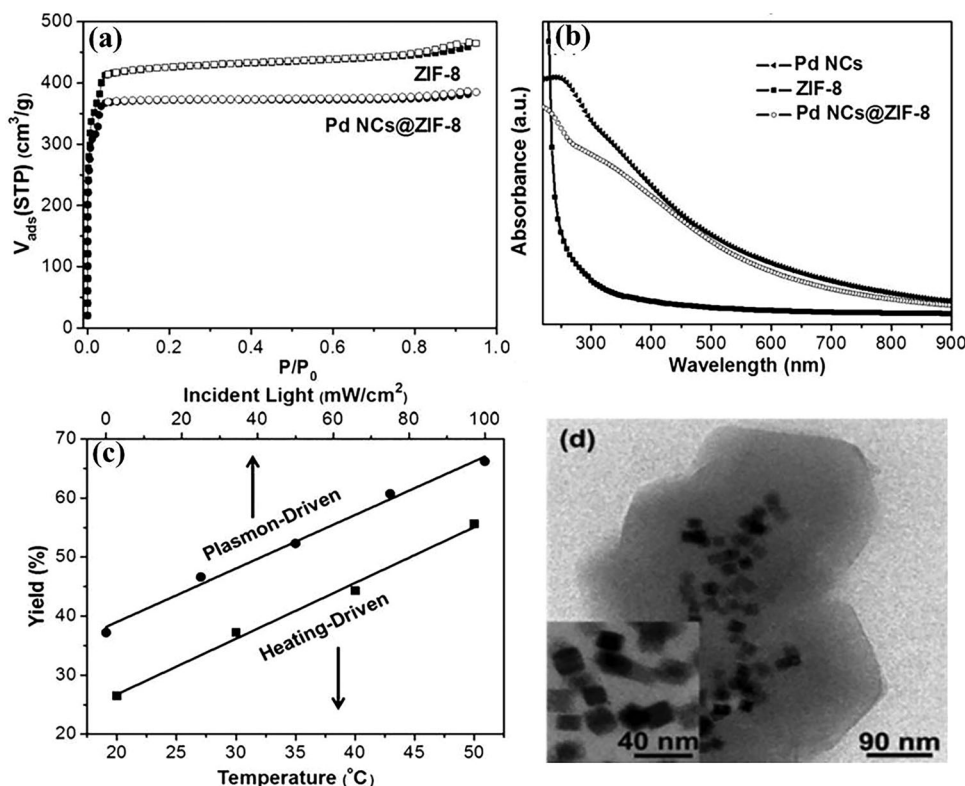 (a)
500
400
300
200
100
0
V_ads(STP) (cm³/g)
ZIF-8
Pd NCs@ZIF-8
0.0 0.2 0.4 0.6 0.8 1.0
P/P₀
(b)
Absorbance (a.u.)
Pd NCs
ZIF-8
Pd NCs@ZIF-8
300 400 500 600 700 800 900
Wavelength (nm)
Incident Light (mW/cm²)
0 20 40 60 80 100
(c)
70
60
50
40
30
20
Yield (%)
Plasmon-Driven
Heating-Driven
20 30 40 50
Temperature (°C)
(d)
40 nm
90 nm